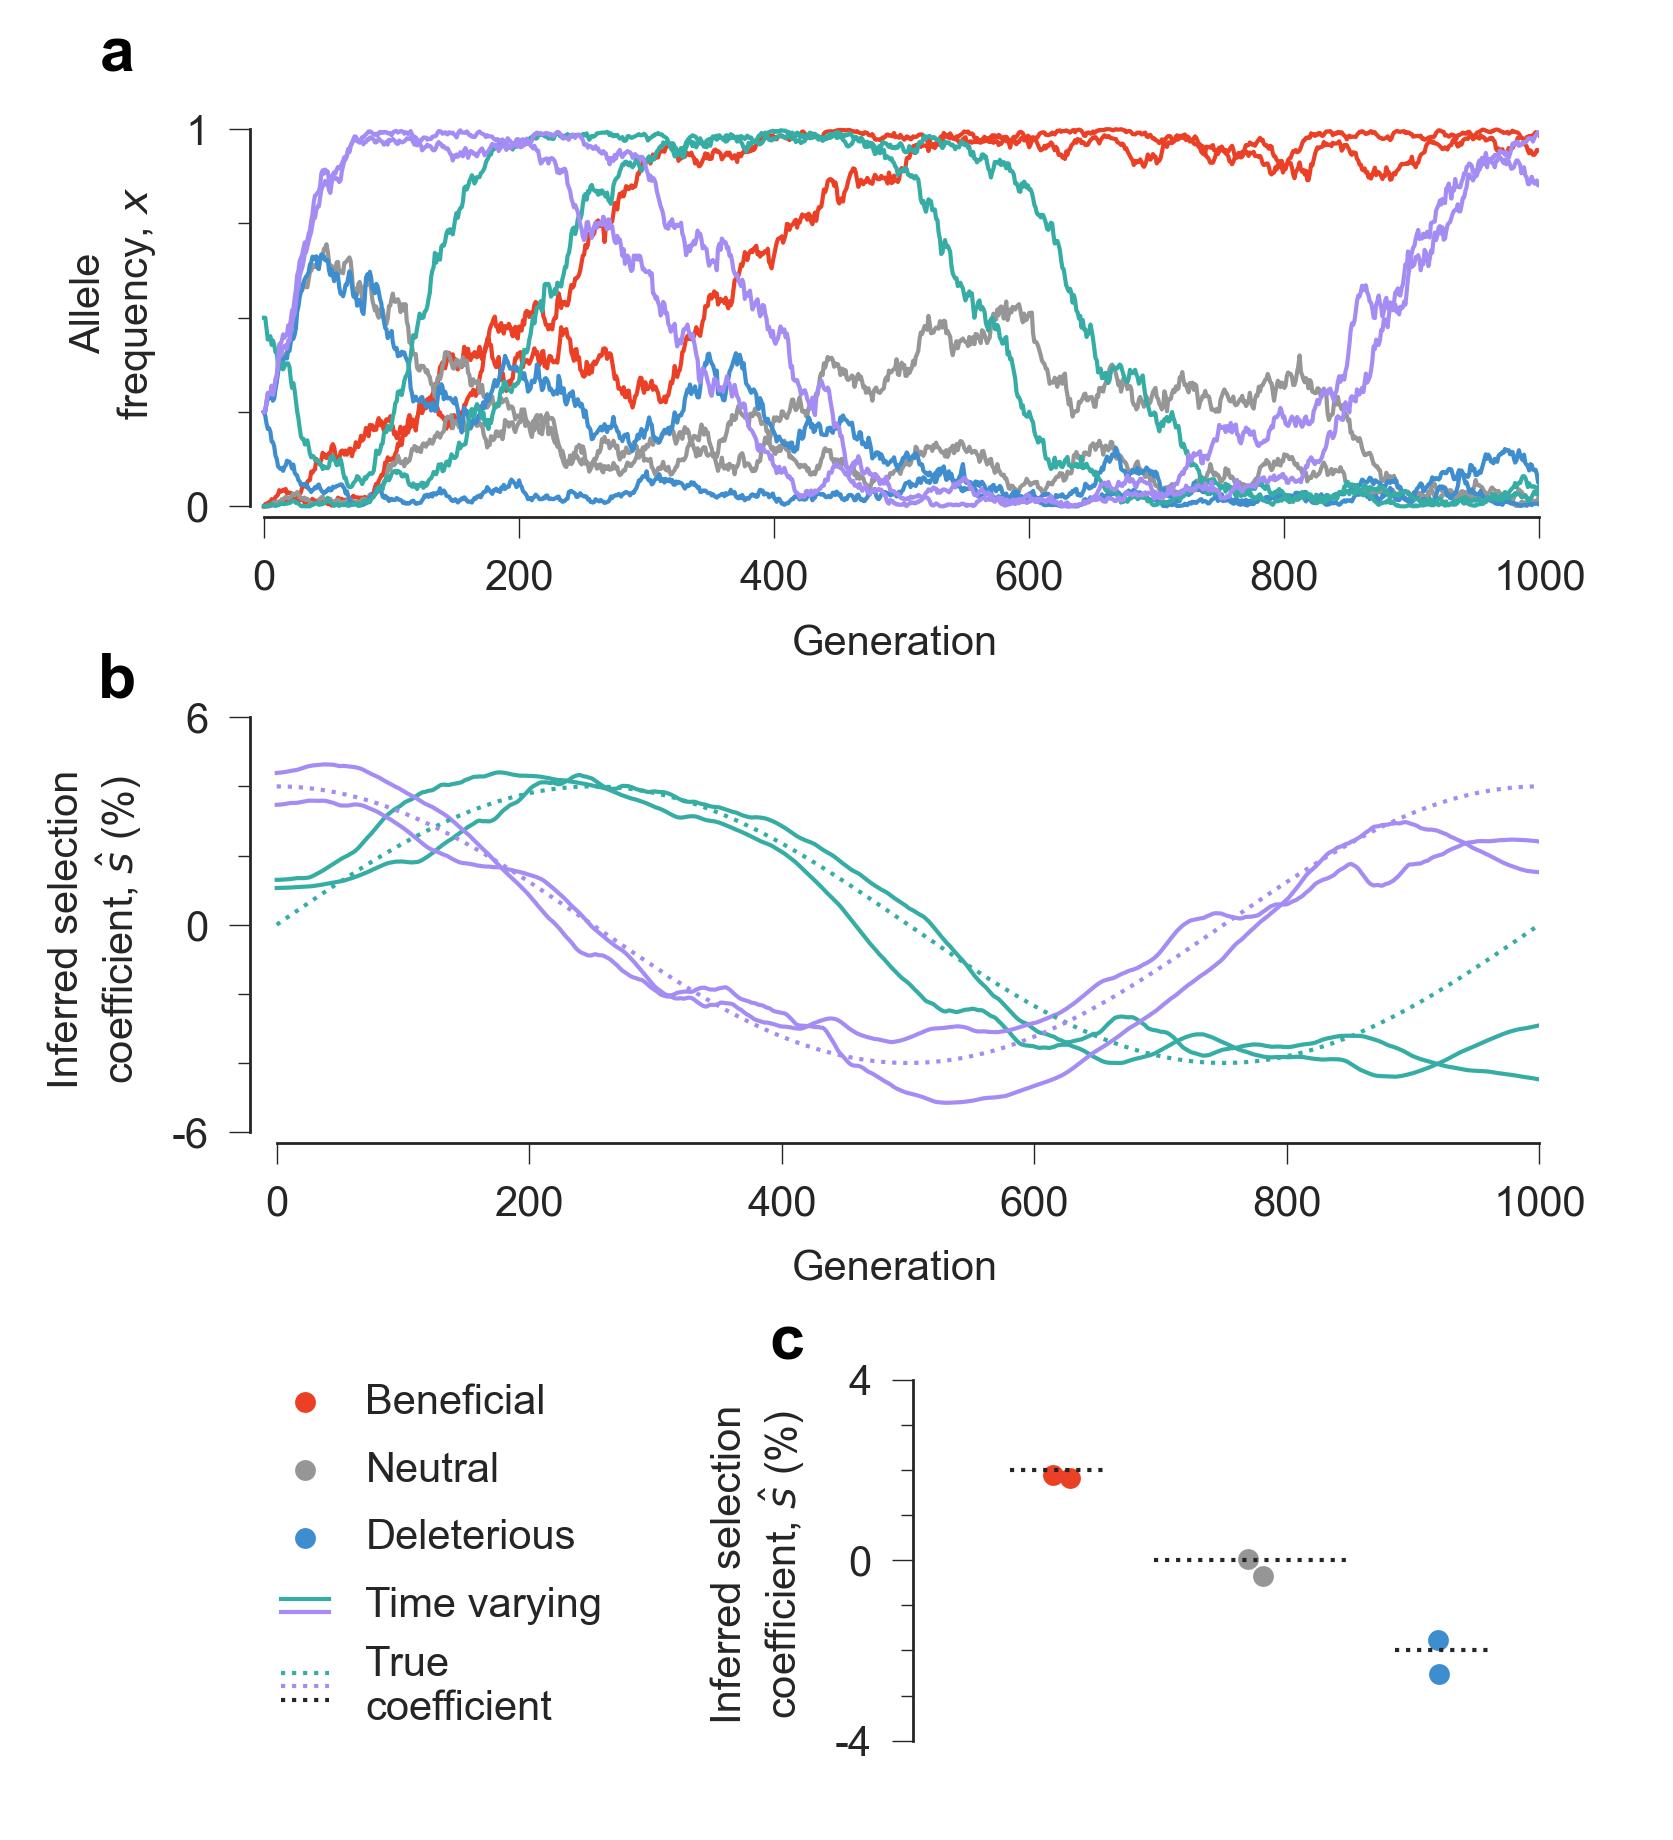 a
1
0
Allele
frequency, x
0 200 400 600 800 1000
Generation
b
6
0
-6
Inferred selection
coefficient, ŝ (%)
0 200 400 600 800 1000
Generation
Beneficial
Neutral
Deleterious
Time varying
True
coefficient
c
4
0
-4
Inferred selection
coefficient, ŝ (%)